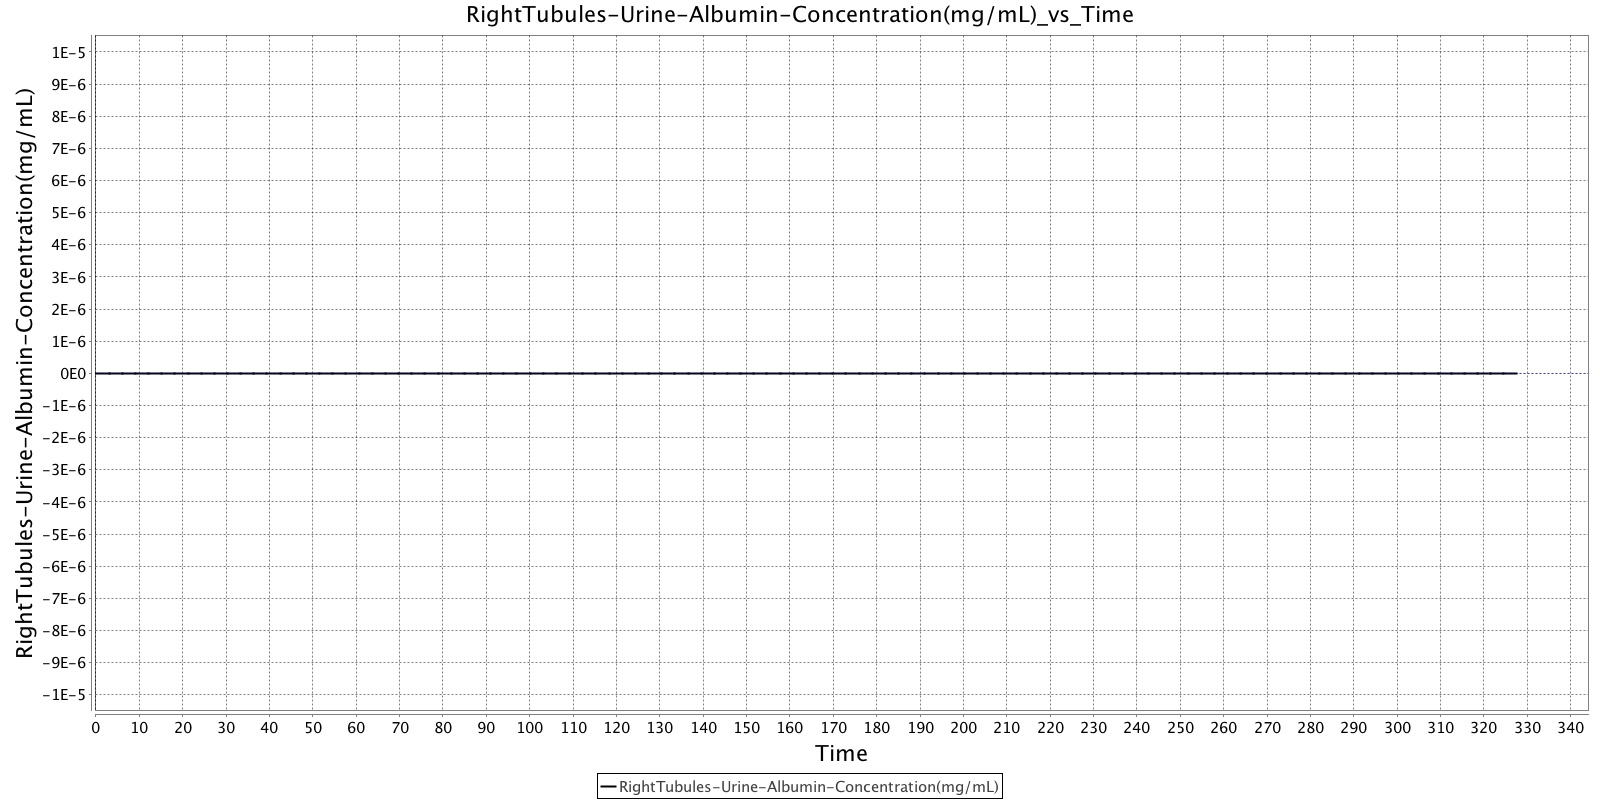 RightTubules-Urine-Albumin-Concentration(mg/mL)_vs_Time
RightTubules-Urine-Albumin-Concentration(mg/mL)
1E-5
9E-6
8E-6
7E-6
6E-6
5E-6
4E-6
3E-6
2E-6
1E-6
0E0
-1E-6
-2E-6
-3E-6
-4E-6
-5E-6
-6E-6
-7E-6
-8E-6
-9E-6
-1E-5
0 10 20 30 40 50 60 70 80 90 100 110 120 130 140 150 160 170 180 190 200 210 220 230 240 250 260 270 280 290 300 310 320 330 340
Time
RightTubules-Urine-Albumin-Concentration(mg/mL)